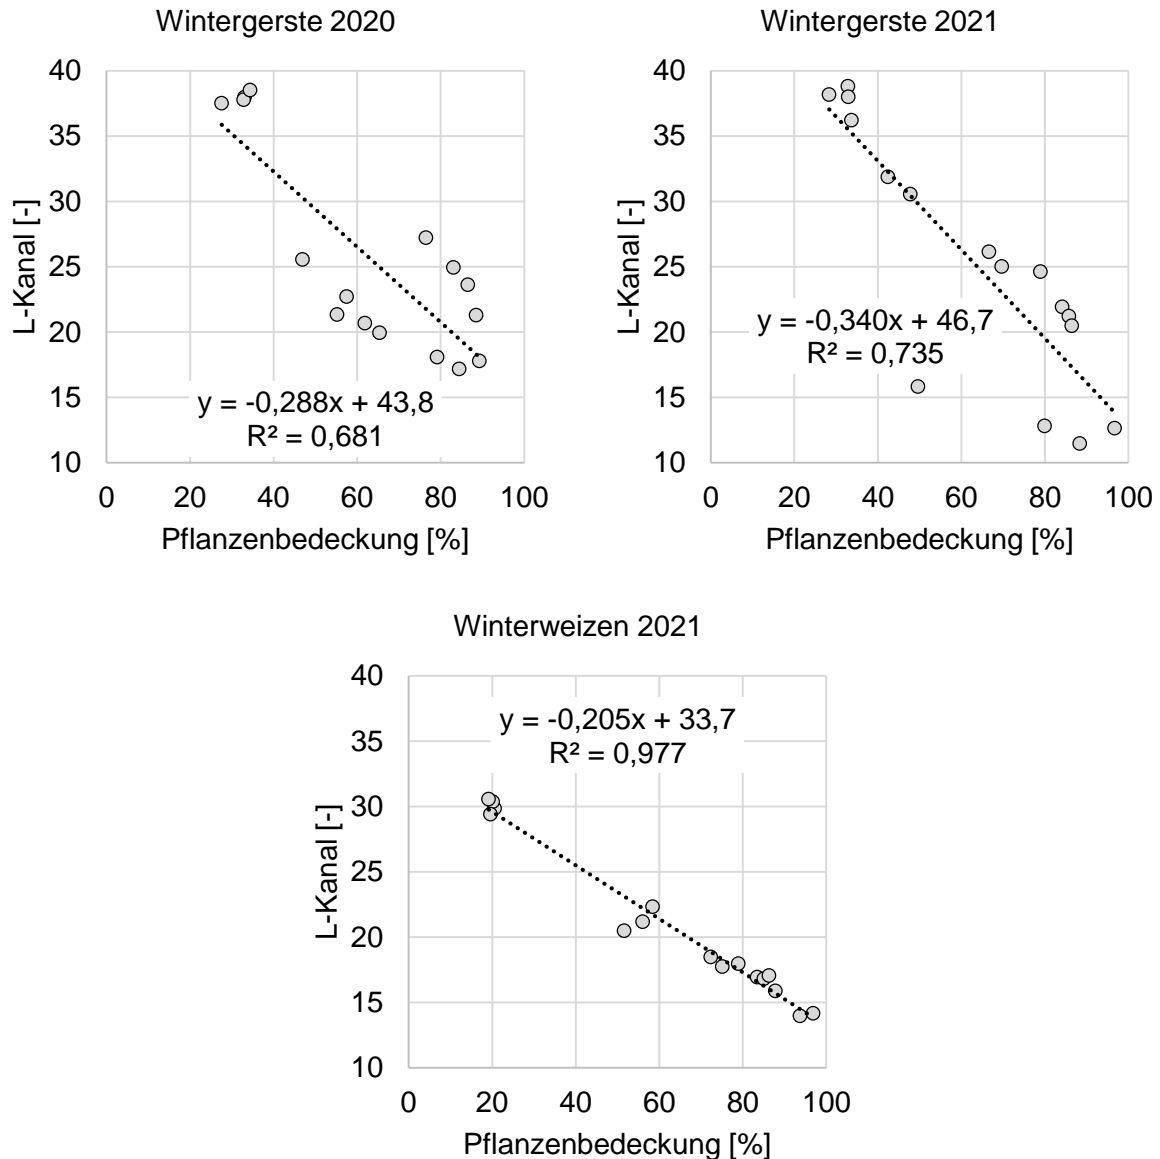 Wintergerste 2020
40
35
30
25
20
15
10
L-Kanal [-]
y = -0,288x + 43,8
R² = 0,681
0 20 40 60 80 100
Pflanzenbedeckung [%]
Wintergerste 2021
40
35
30
25
20
15
10
L-Kanal [-]
y = -0,340x + 46,7
R² = 0,735
0 20 40 60 80 100
Pflanzenbedeckung [%]
Winterweizen 2021
40
35
30
25
20
15
10
L-Kanal [-]
y = -0,205x + 33,7
R² = 0,977
0 20 40 60 80 100
Pflanzenbedeckung [%]